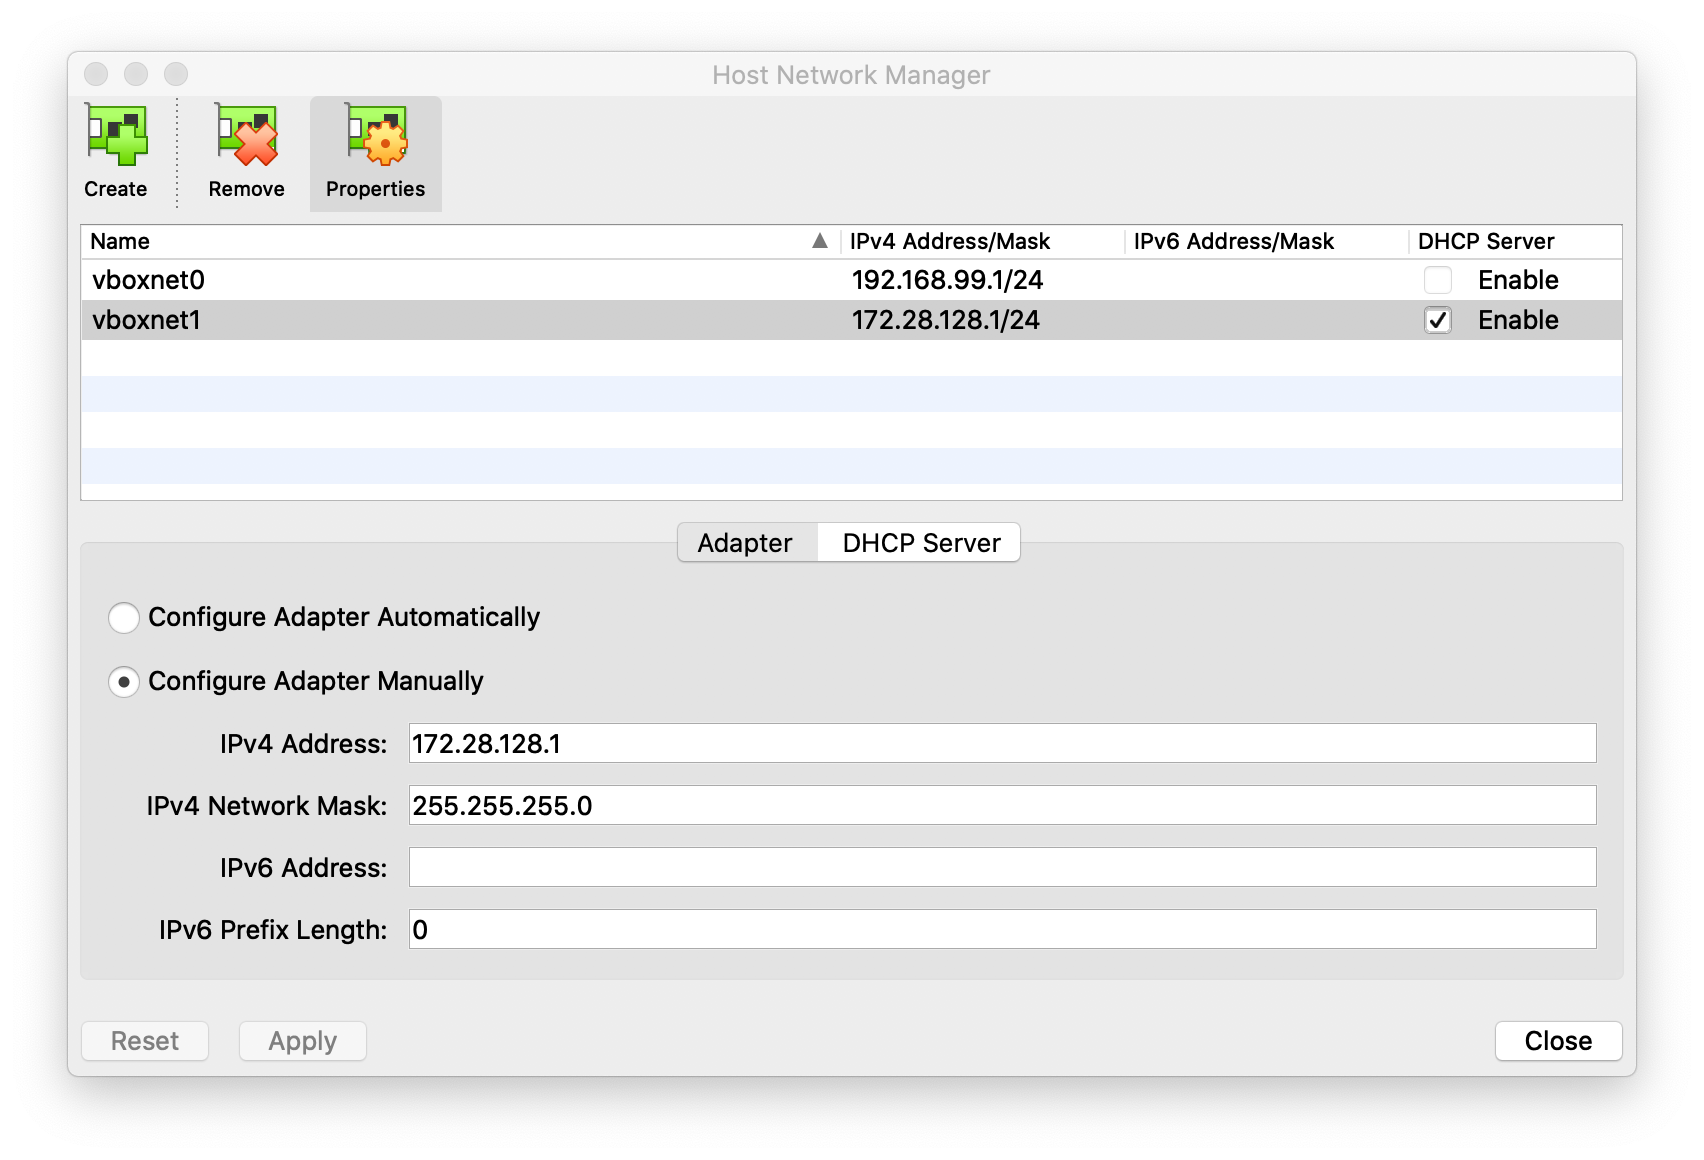 Host Network Manager
Create Remove Properties
Name IPv4 Address/Mask IPv6 Address/Mask DHCP Server
vboxnet0 192.168.99.1/24 Enable
vboxnet1 172.28.128.1/24 Enable
Adapter DHCP Server
Configure Adapter Automatically
Configure Adapter Manually
IPv4 Address: 172.28.128.1
IPv4 Network Mask: 255.255.255.0
IPv6 Address:
IPv6 Prefix Length: 0
Reset Apply Close